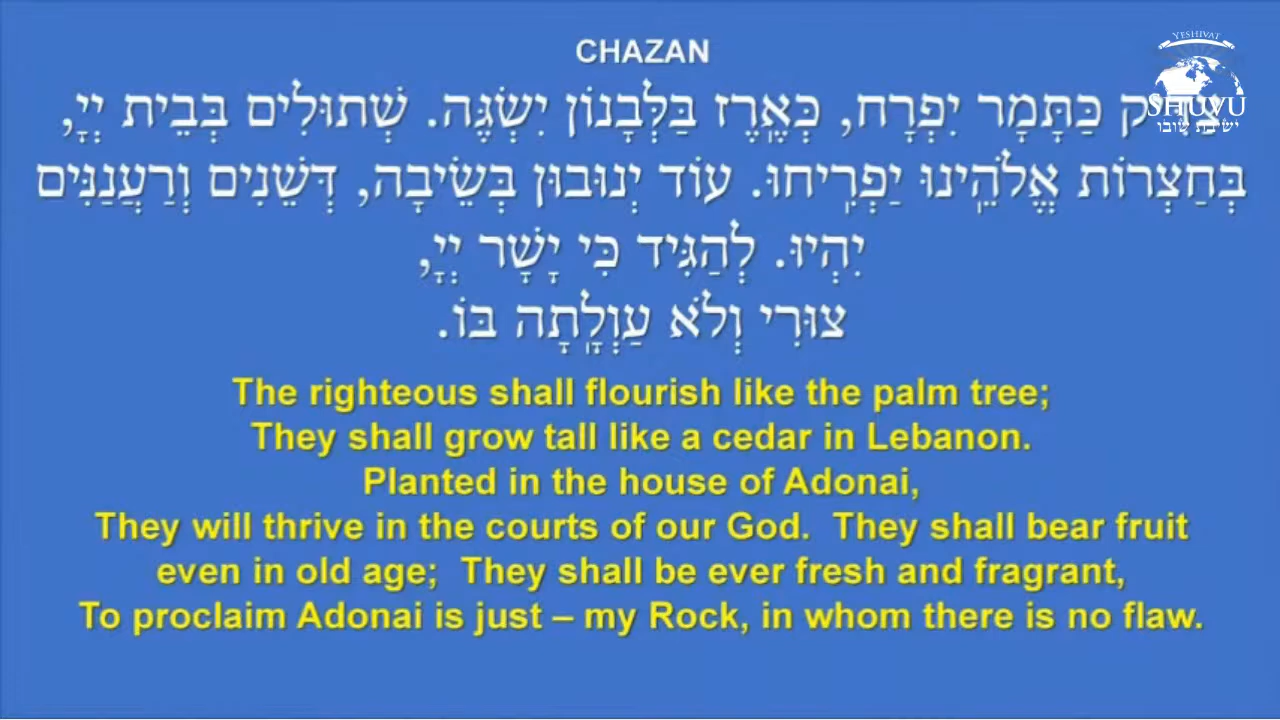 CHAZAN
YESHIVAT
SHUVU
ישיבת שובו
כַּתָּמָר יִפְרָח, כְּאֶֽרֶז בַּלְּבָנוֹן יִשְׂגֶּה. שְׁתוּלִים בְּבֵית יְיָ,
בְּחַצְרוֹת אֱלֹהֵֽינוּ יַפְרִֽיחוּ. עוֹד יְנוּבוּן בְּשֵׂיבָה, דְּשֵׁנִים וְרַעֲנַנִּים
יִהְיוּ. לְהַגִּיד כִּי יָשָׁר יְיָ,
צוּרִי וְלֹא עַוְלָֽתָה בּוֹ.
The righteous shall flourish like the palm tree;
They shall grow tall like a cedar in Lebanon.
Planted in the house of Adonai,
They will thrive in the courts of our God. They shall bear fruit
even in old age; They shall be ever fresh and fragrant,
To proclaim Adonai is just – my Rock, in whom there is no flaw.